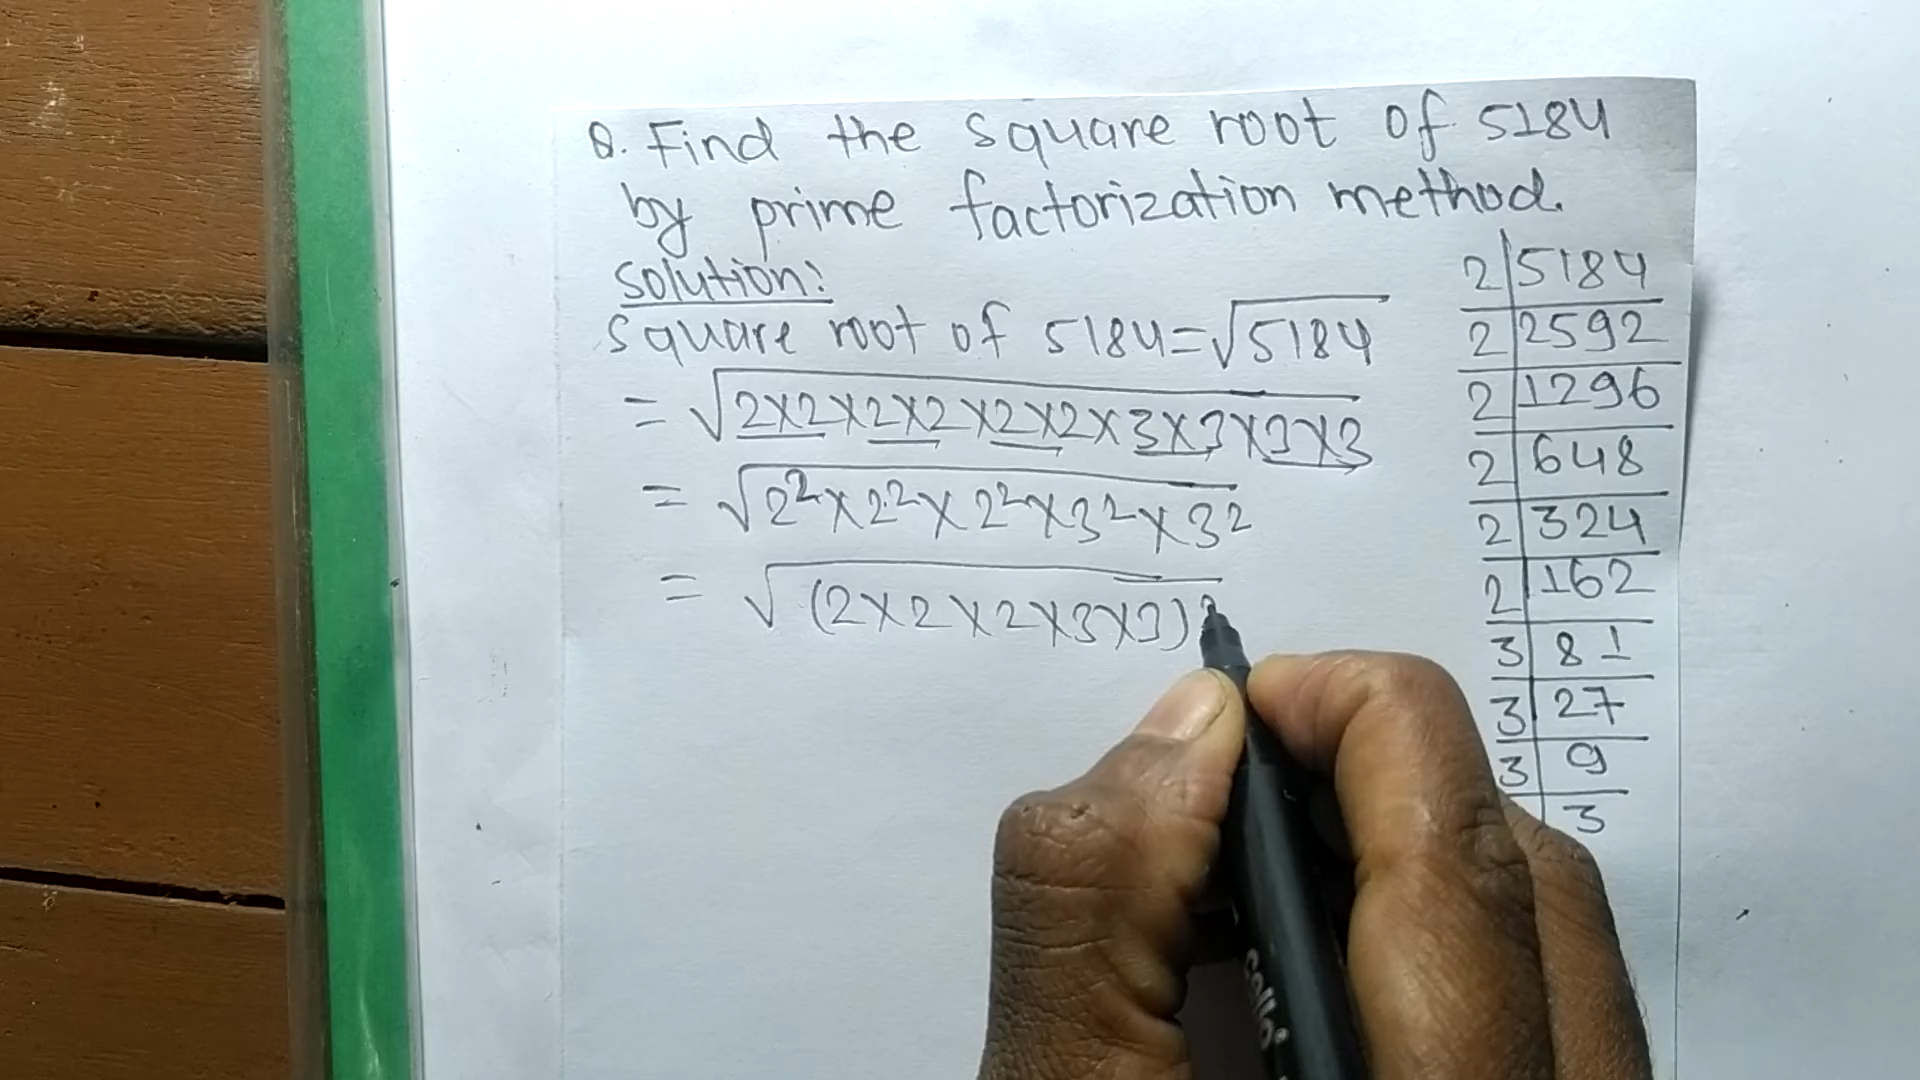 Q. Find the square root of 5184
by prime factorization method.
solution:
square root of 5184=√5184
= √2×2×2×2×2×2×3×3×3×3
= √2²×2²×2²×3²×3²
= √(2×2×2×3×3)²
2|5184
2|2592
2|1296
2|648
2|324
2|162
3|81
3|27
3|9
3
cello